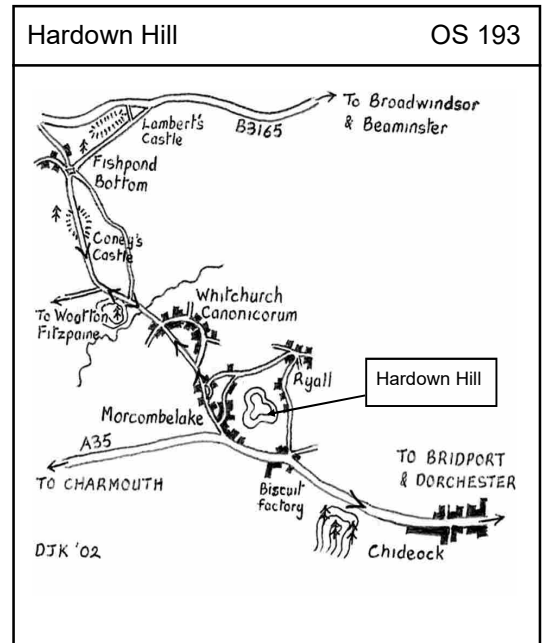 Hardown Hill OS 193
To Broadwindsor
& Beaminster
B3165
Lambert's
Castle
Fishpond
Bottom
Coney's
Castle
To Wootton
Fitzpaine
Whitchurch
Canonicorum
Ryall
Hardown Hill
Morcombelake
A35
TO CHARMOUTH
Biscuit
factory
TO BRIDPORT
& DORCHESTER
Chideock
DJK '02